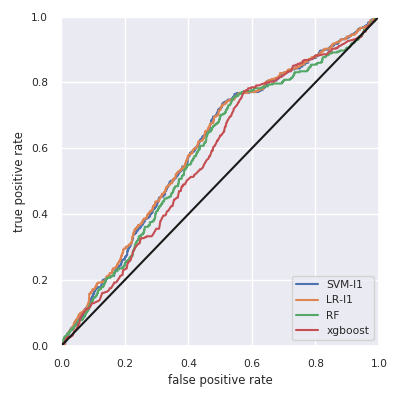 1.0
0.8
0.6
0.4
0.2
0.0
true positive rate
0.0 0.2 0.4 0.6 0.8 1.0
false positive rate
SVM-l1
LR-l1
RF
xgboost